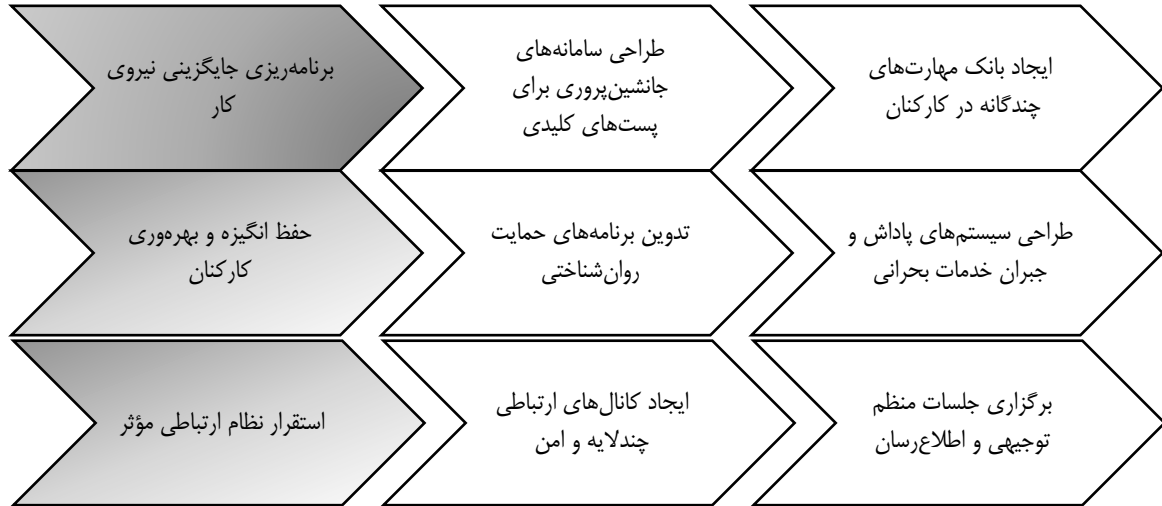 برنامه‌ریزی جایگزینی نیروی
کار
طراحی سامانه‌های
جانشین‌پروری برای
پست‌های کلیدی
ایجاد بانک مهارت‌های
چندگانه در کارکنان
حفظ انگیزه و بهره‌وری
کارکنان
تدوین برنامه‌های حمایت
روان‌شناختی
طراحی سیستم‌های پاداش و
جبران خدمات بحرانی
استقرار نظام ارتباطی مؤثر
ایجاد کانال‌های ارتباطی
چندلایه و امن
برگزاری جلسات منظم
توجیهی و اطلاع‌رسان